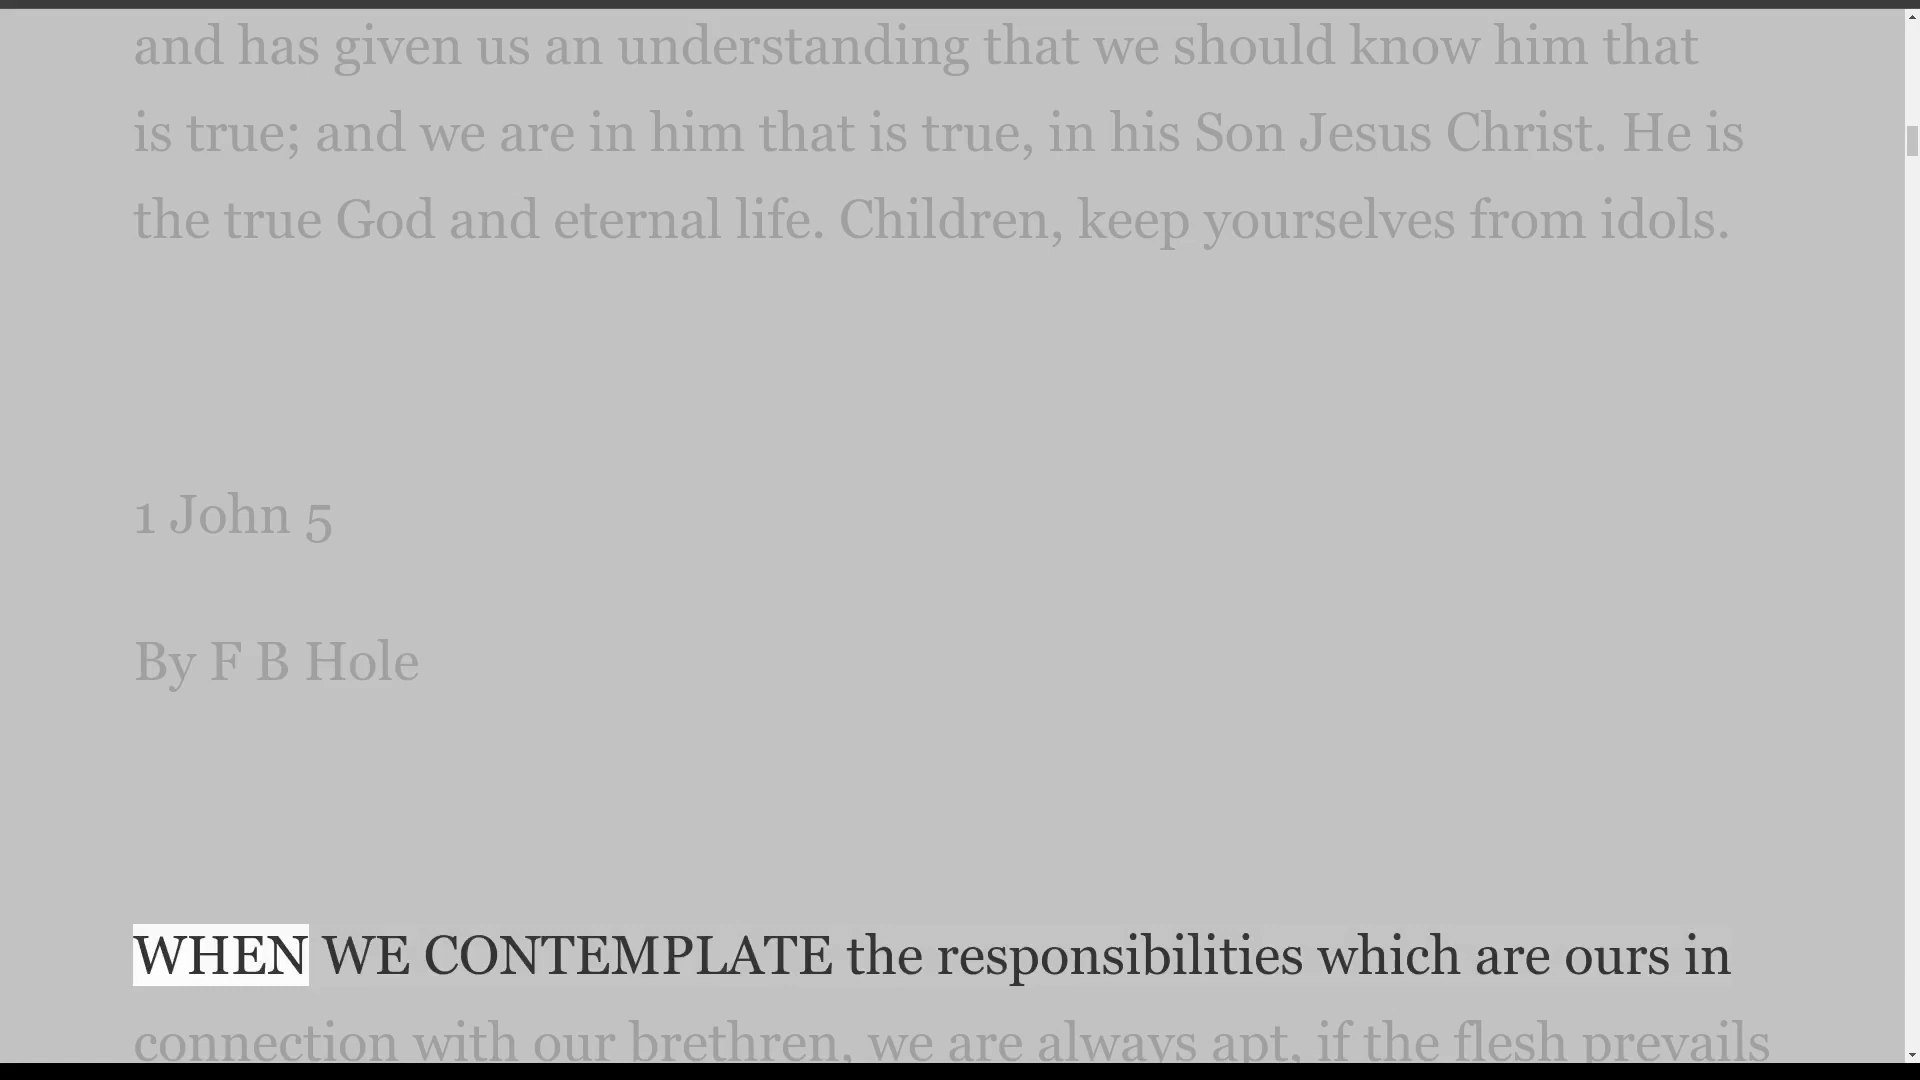 and has given us an understanding that we should know him that
is true; and we are in him that is true, in his Son Jesus Christ. He is
the true God and eternal life. Children, keep yourselves from idols.
1 John 5
By F B Hole
WHEN WE CONTEMPLATE the responsibilities which are ours in
connection with our brethren, we are always apt, if the flesh prevails